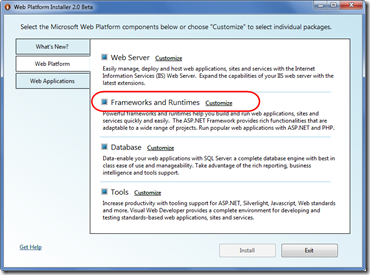 Web Platform Installer 2.0 Beta
Select the Microsoft Web Platform components below or choose "Customize" to select individual packages.
What's New?
Web Platform
Web Applications
Web Server Customize
Easily manage, deploy and host web applications, sites and services with the Internet
Information Services (IIS) Web Server. Expand the capabilities of your IIS web server with the
latest extensions.
Frameworks and Runtimes Customize
Powerful frameworks and runtimes help you build and run web applications, sites and
services quickly and easily. The ASP.NET Framework provides rich functionalities that are
adaptable to a wide range of projects. Run popular web applications with ASP.NET and PHP.
Database Customize
Data-enable your web applications with SQL Server: a complete database engine with best in
class ease of use and manageability. Take advantage of the rich reporting, business
intelligence and tools support.
Tools Customize
Increase productivity with tooling support for ASP.NET, Silverlight, Javascript, Web standards
and more. Visual Web Developer provides a complete environment for developing and
testing standards-based web applications, sites and services.
Get Help
Install
Exit